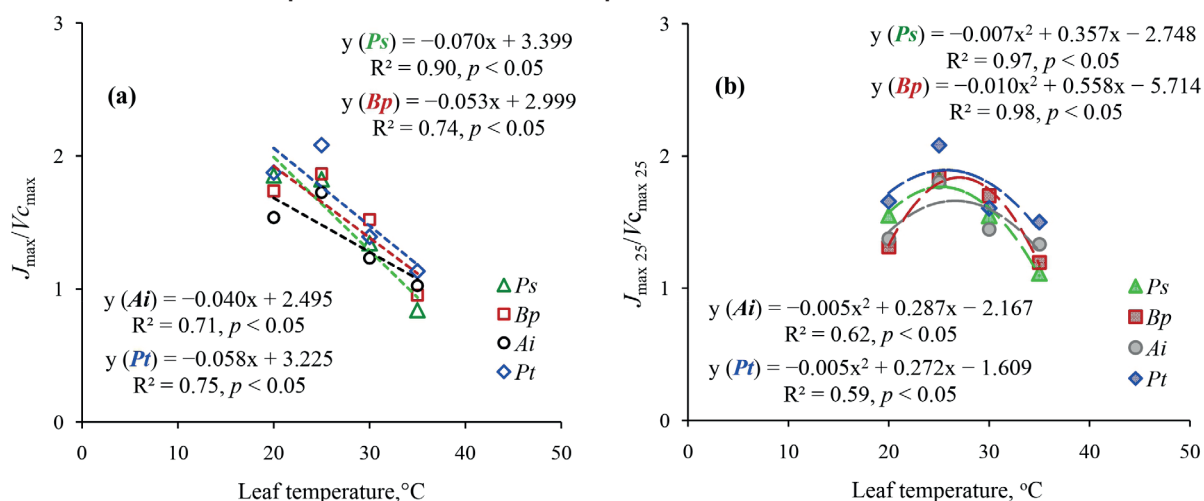 3
2
1
0
0
10
20
30
40
50
J_max/Vc_max
Leaf temperature,°C
(a)
y (Ps) = −0.070x + 3.399
R² = 0.90, p < 0.05
y (Bp) = −0.053x + 2.999
R² = 0.74, p < 0.05
y (Ai) = −0.040x + 2.495
R² = 0.71, p < 0.05
y (Pt) = −0.058x + 3.225
R² = 0.75, p < 0.05
Ps
Bp
Ai
Pt
3
2
1
0
0
10
20
30
40
50
J_max 25/Vc_max 25
Leaf temperature, °C
(b)
y (Ps) = −0.007x² + 0.357x − 2.748
R² = 0.97, p < 0.05
y (Bp) = −0.010x² + 0.558x − 5.714
R² = 0.98, p < 0.05
y (Ai) = −0.005x² + 0.287x − 2.167
R² = 0.62, p < 0.05
y (Pt) = −0.005x² + 0.272x − 1.609
R² = 0.59, p < 0.05
Ps
Bp
Ai
Pt